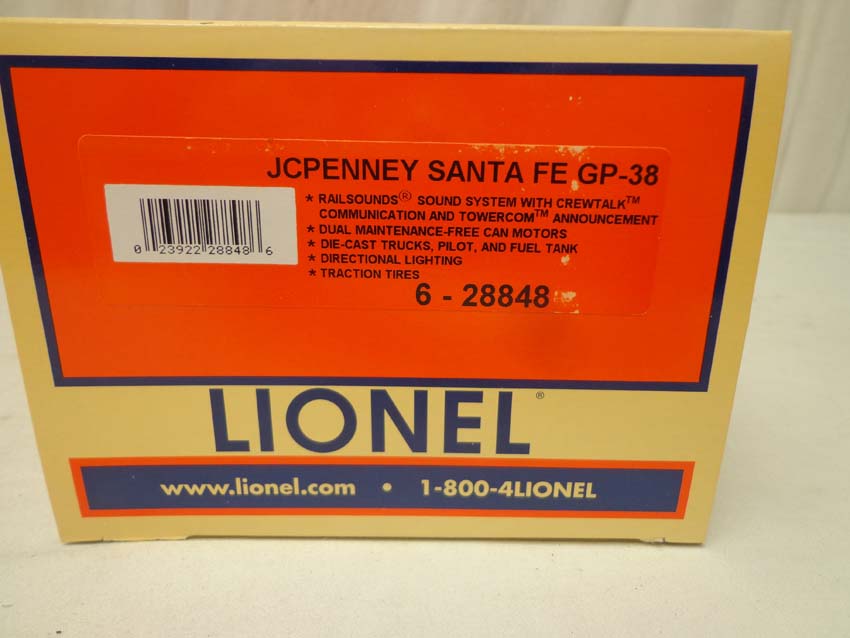 JCPENNEY SANTA FE GP-38
* RAILSOUNDS® SOUND SYSTEM WITH CREWTALK™
COMMUNICATION AND TOWERCOM™ ANNOUNCEMENT
* DUAL MAINTENANCE-FREE CAN MOTORS
* DIE-CAST TRUCKS, PILOT, AND FUEL TANK
* DIRECTIONAL LIGHTING
* TRACTION TIRES
0 23922 28848 6
6 - 28848
LIONEL®
www.lionel.com • 1-800-4LIONEL